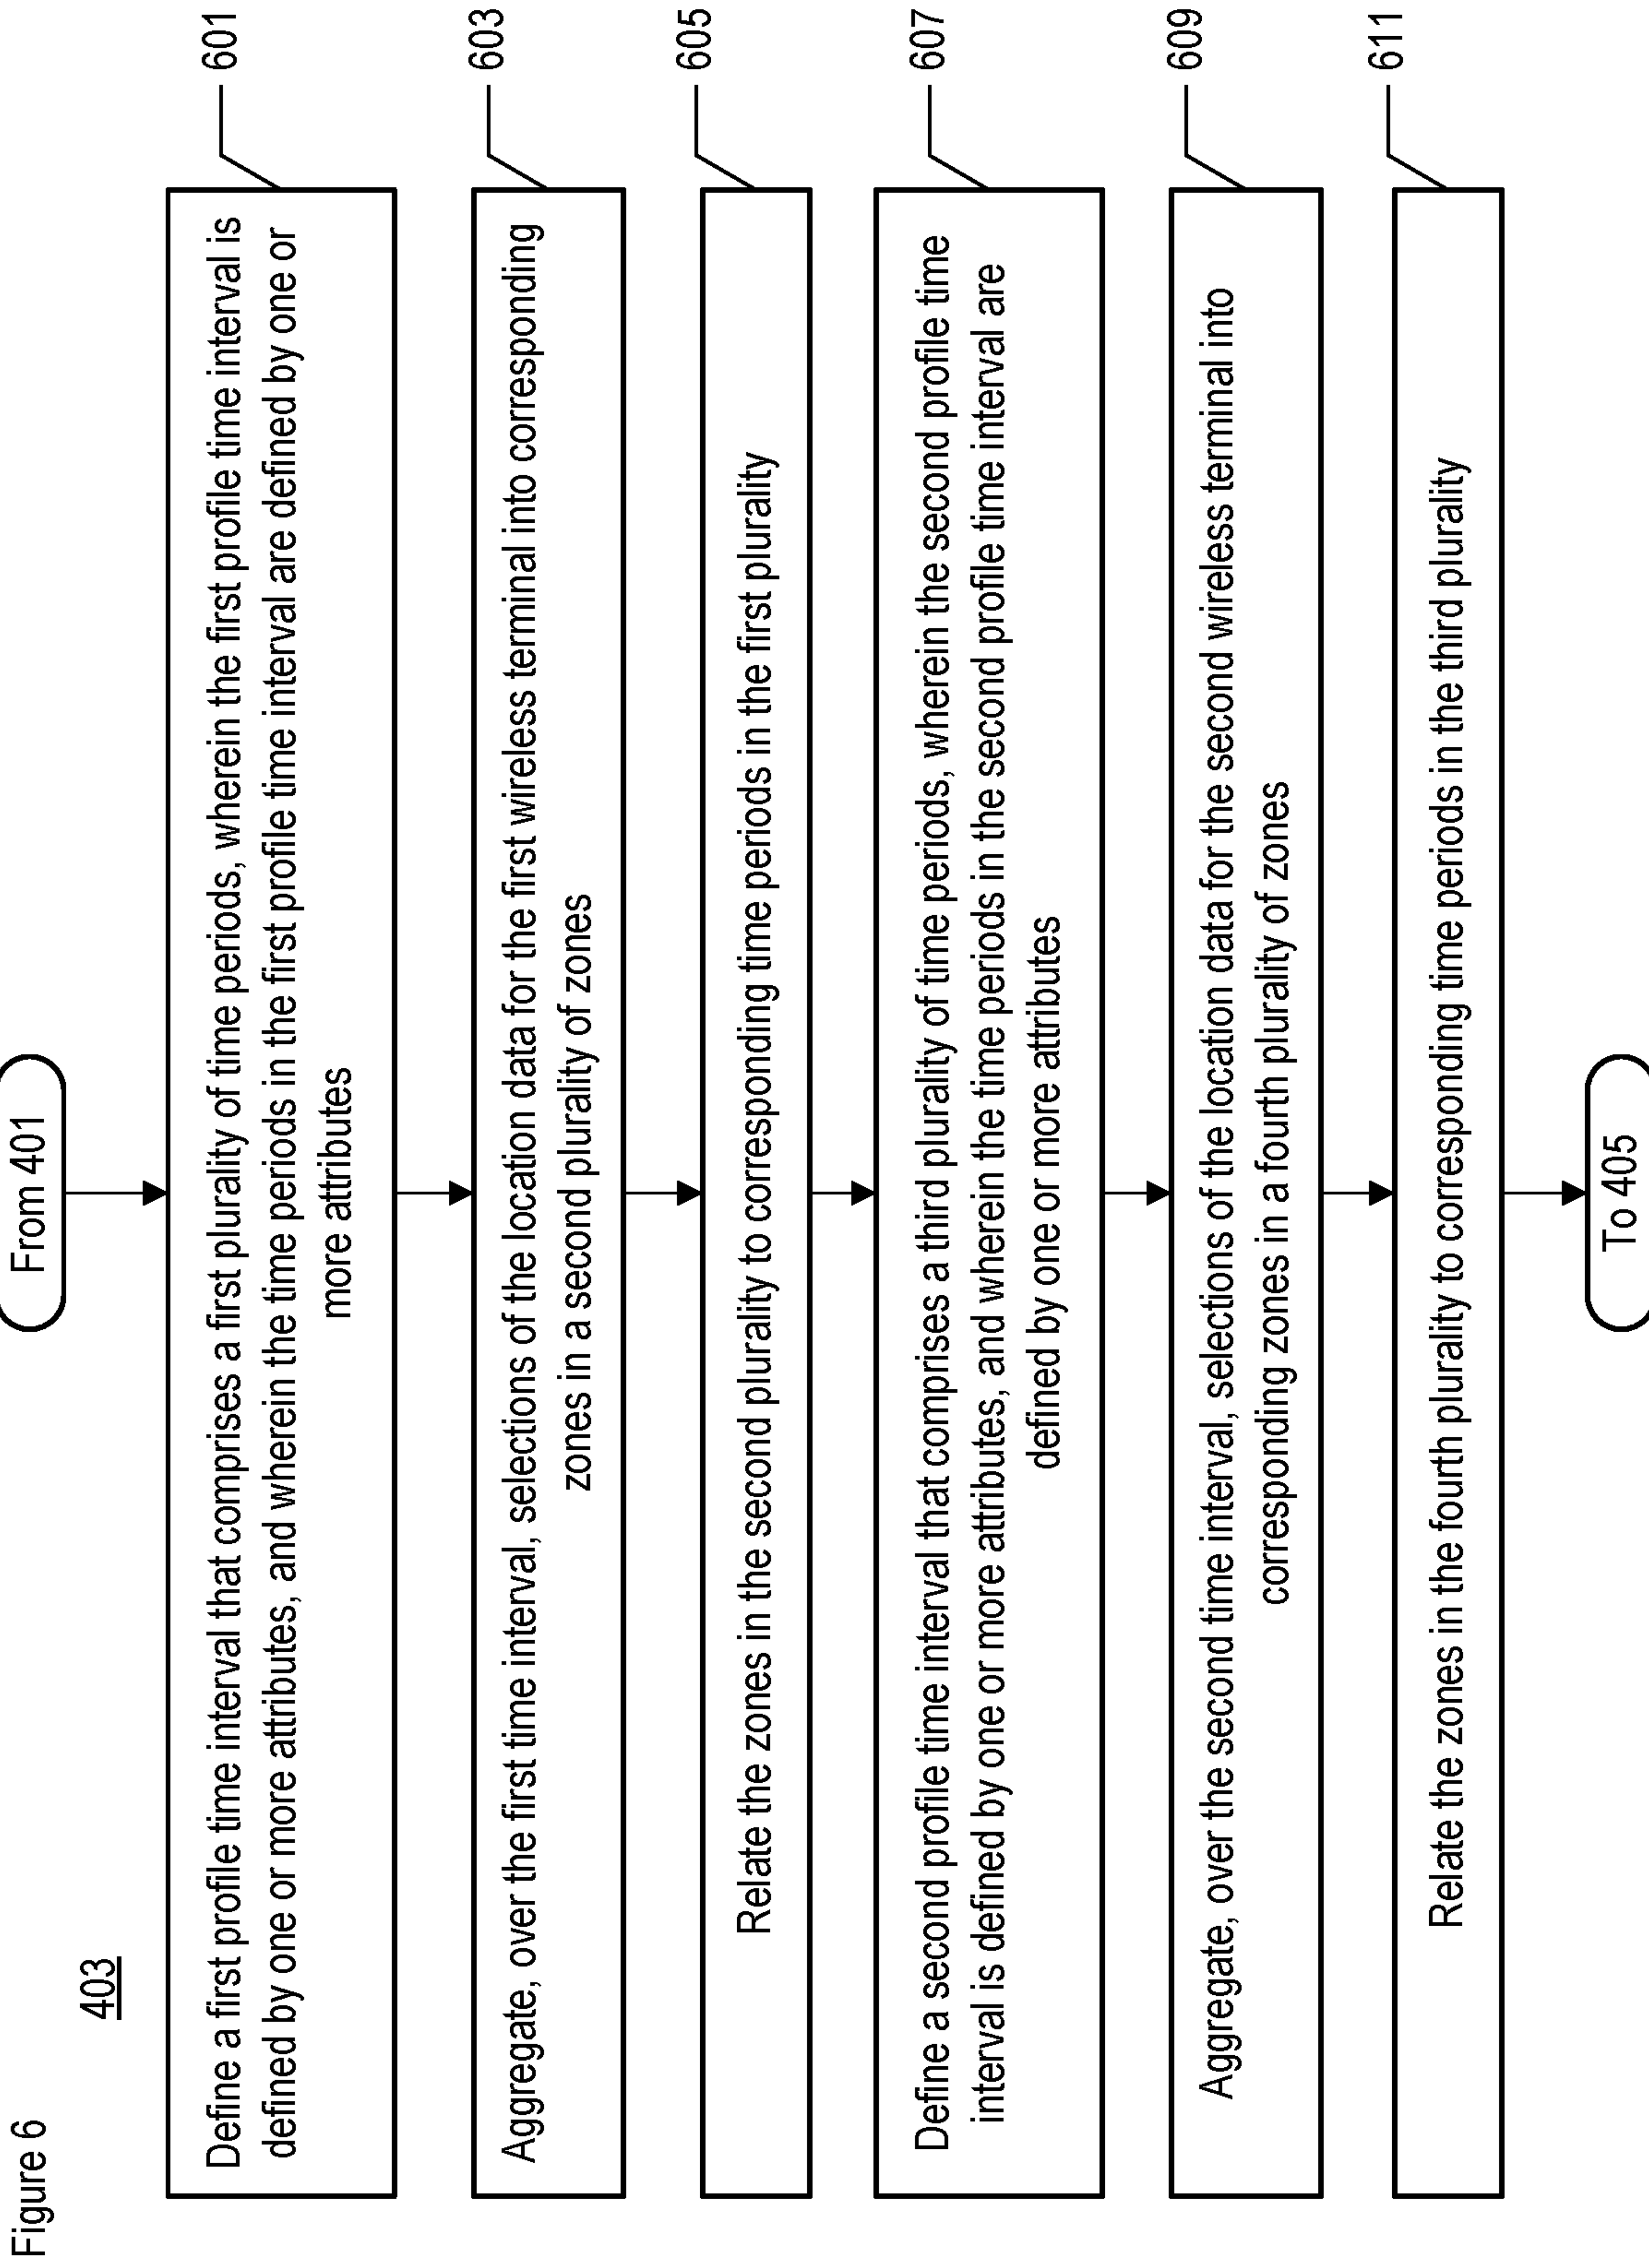 Figure 6
403
From 401
Define a first profile time interval that comprises a first plurality of time periods, wherein the first profile time interval is
defined by one or more attributes, and wherein the time periods in the first profile time interval are defined by one or
more attributes
601
Aggregate, over the first time interval, selections of the location data for the first wireless terminal into corresponding
zones in a second plurality of zones
603
Relate the zones in the second plurality to corresponding time periods in the first plurality
605
Define a second profile time interval that comprises a third plurality of time periods, wherein the second profile time
interval is defined by one or more attributes, and wherein the time periods in the second profile time interval are
defined by one or more attributes
607
Aggregate, over the second time interval, selections of the location data for the second wireless terminal into
corresponding zones in a fourth plurality of zones
609
Relate the zones in the fourth plurality to corresponding time periods in the third plurality
611
To 405